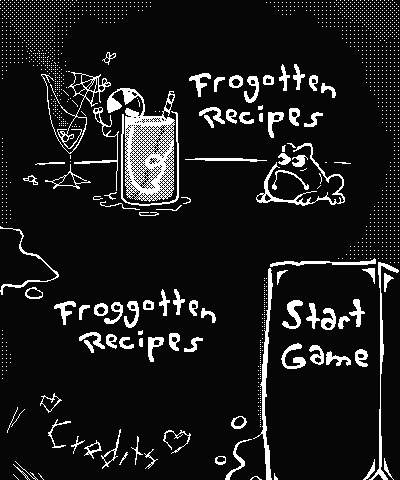 Frogotten
Recipes
Froggotten
Recipes
Start
Game
Credits